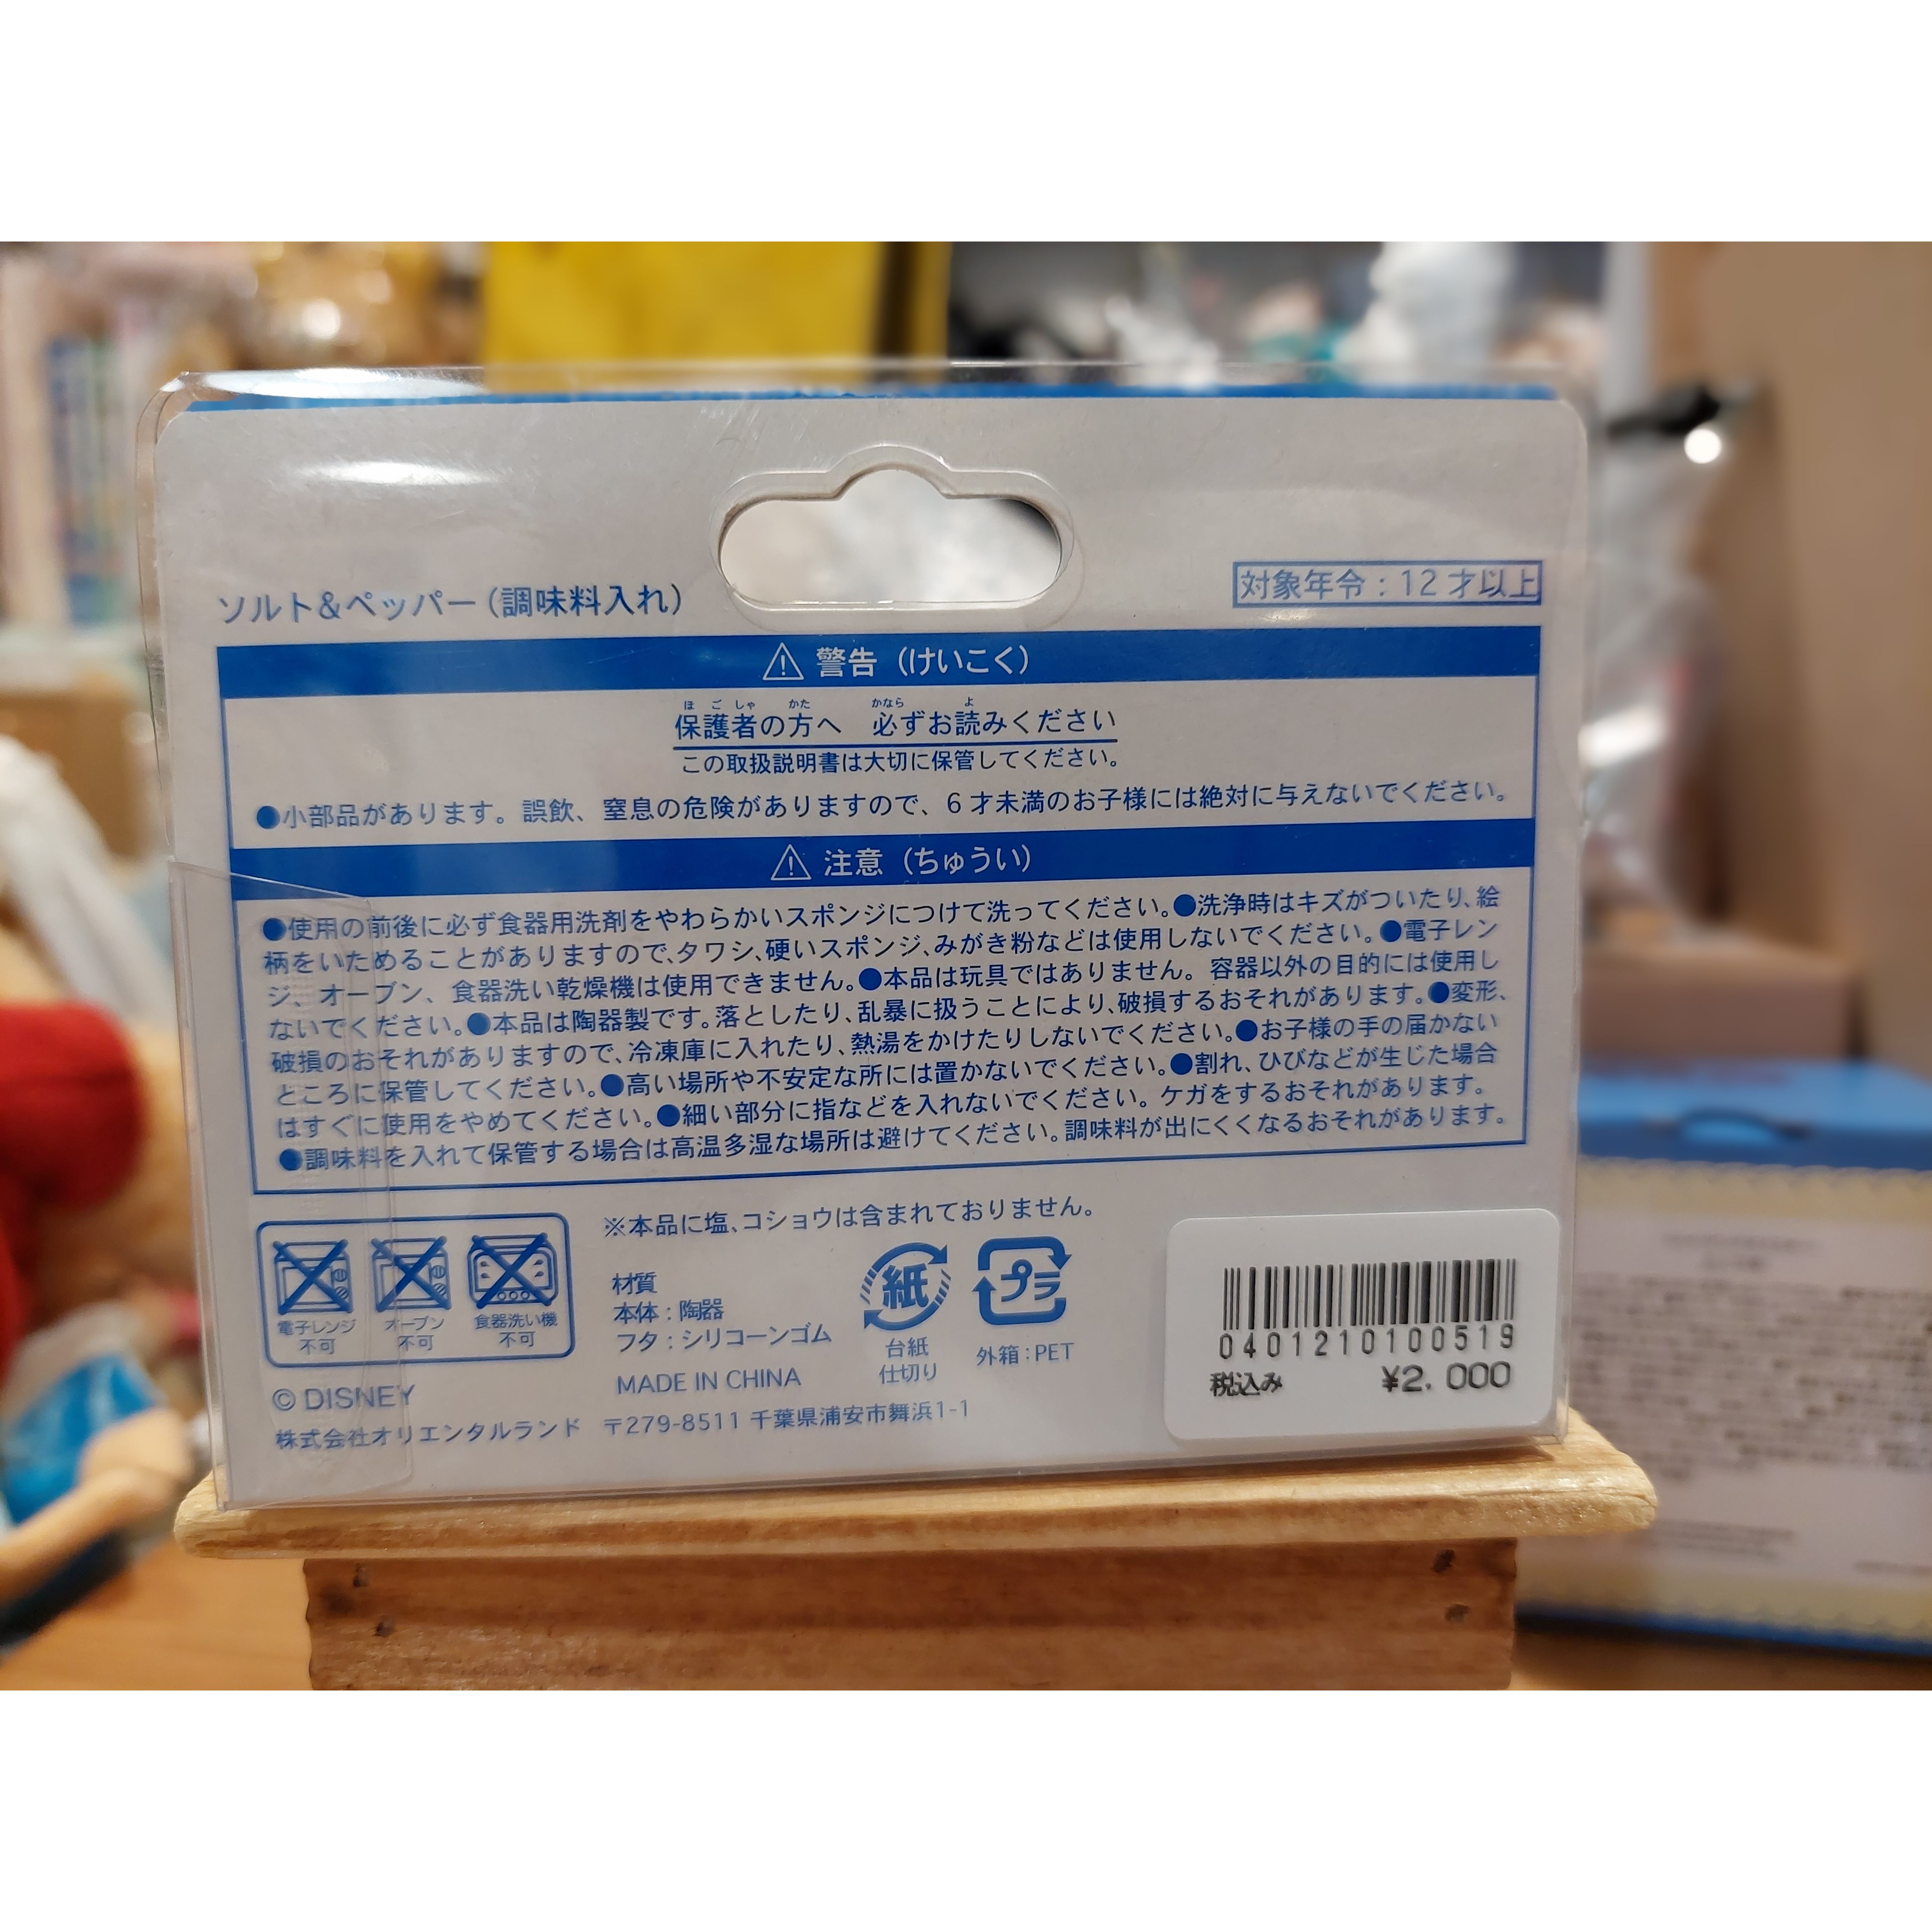 ソルト&ペッパー(調味料入れ)
対象年令:12才以上
警告(けいこく)
ほごしゃ かた かなら よ
保護者の方へ 必ずお読みください
この取扱説明書は大切に保管してください。
●小部品があります。誤飲、窒息の危険がありますので、6才未満のお子様には絶対に与えないでください。
注意(ちゅうい)
●使用の前後に必ず食器用洗剤をやわらかいスポンジにつけて洗ってください。●洗浄時はキズがついたり、絵
柄をいためることがありますので、タワシ、硬いスポンジ、みがき粉などは使用しないでください。●電子レン
ジ、オーブン、食器洗い乾燥機は使用できません。●本品は玩具ではありません。容器以外の目的には使用し
ないでください。●本品は陶器製です。落としたり、乱暴に扱うことにより、破損するおそれがあります。●変形、
破損のおそれがありますので、冷凍庫に入れたり、熱湯をかけたりしないでください。●お子様の手の届かない
ところに保管してください。●高い場所や不安定な所には置かないでください。●割れ、ひびなどが生じた場合
はすぐに使用をやめてください。●細い部分に指などを入れないでください。ケガをするおそれがあります。
●調味料を入れて保管する場合は高温多湿な場所は避けてください。調味料が出にくくなるおそれがあります。
電子レンジ
不可
オーブン
不可
食器洗い機
不可
※本品に塩、コショウは含まれておりません。
材質
本体:陶器
フタ:シリコーンゴム
MADE IN CHINA
紙
台紙
仕切り
プラ
外箱:PET
© DISNEY
株式会社オリエンタルランド 〒279-8511 千葉県浦安市舞浜1-1
0401210100519
税込み ¥2,000